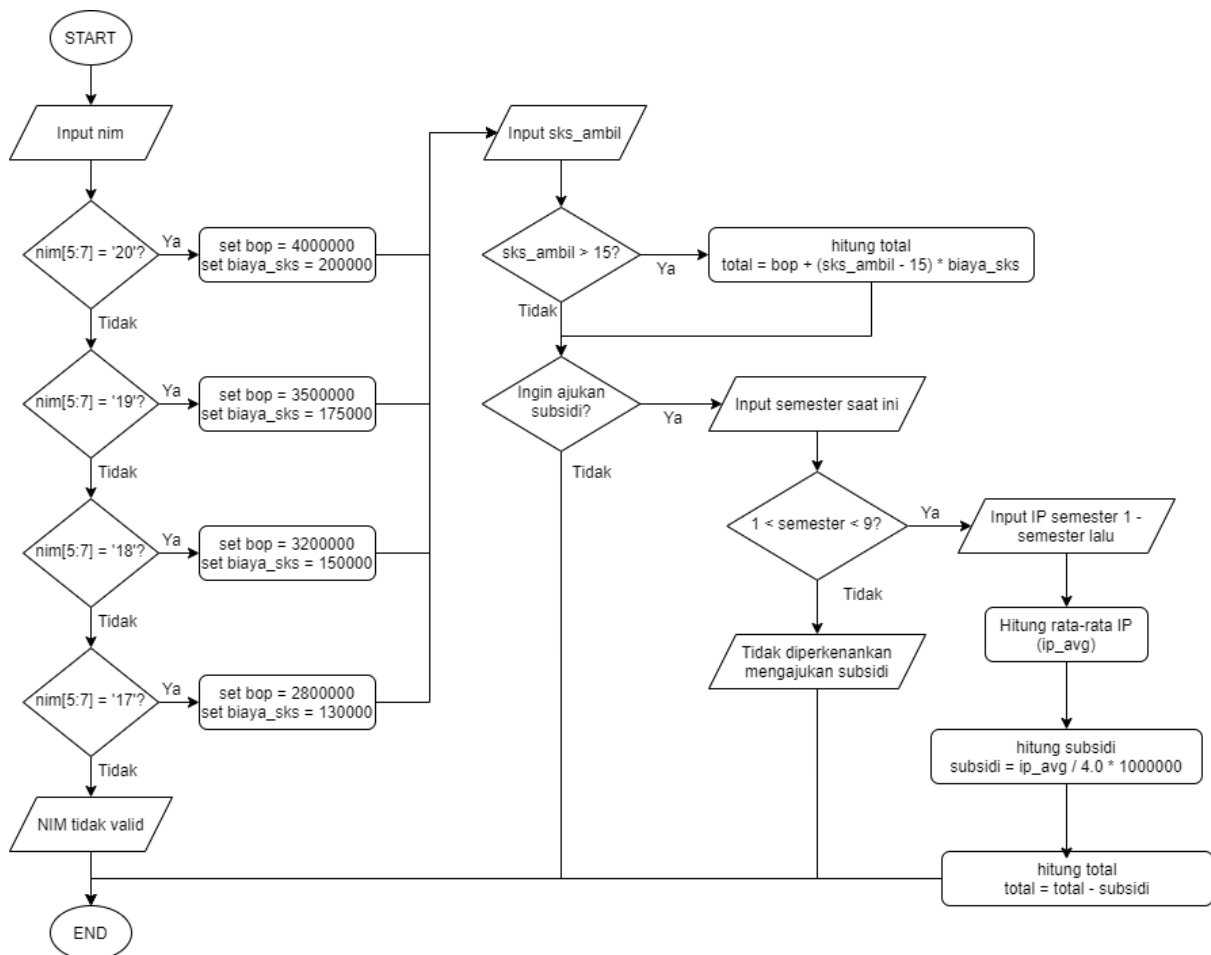 START
Input nim
nim[5:7] = '20'?
Ya
set bop = 4000000
set biaya_sks = 200000
Tidak
nim[5:7] = '19'?
Ya
set bop = 3500000
set biaya_sks = 175000
Tidak
nim[5:7] = '18'?
Ya
set bop = 3200000
set biaya_sks = 150000
Tidak
nim[5:7] = '17'?
Ya
set bop = 2800000
set biaya_sks = 130000
Tidak
NIM tidak valid
END
Input sks_ambil
sks_ambil > 15?
Ya
hitung total
total = bop + (sks_ambil - 15) * biaya_sks
Tidak
Ingin ajukan
subsidi?
Ya
Tidak
Input semester saat ini
1 < semester < 9?
Ya
Tidak
Tidak diperkenankan
mengajukan subsidi
Input IP semester 1 -
semester lalu
Hitung rata-rata IP
(ip_avg)
hitung subsidi
subsidi = ip_avg / 4.0 * 1000000
hitung total
total = total - subsidi